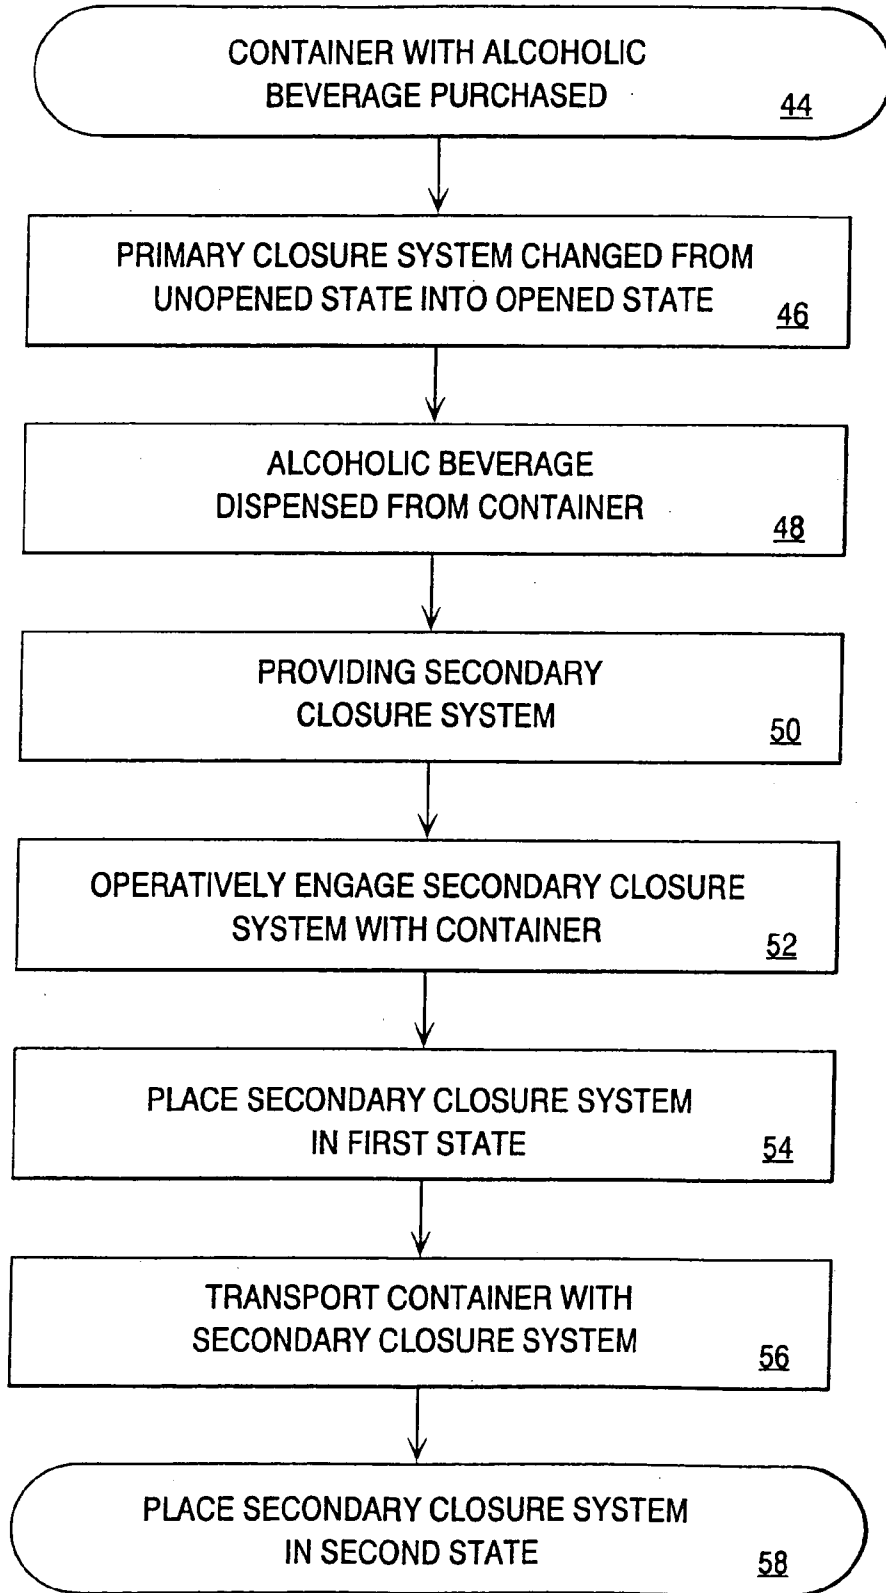 CONTAINER WITH ALCOHOLIC
BEVERAGE PURCHASED
44
PRIMARY CLOSURE SYSTEM CHANGED FROM
UNOPENED STATE INTO OPENED STATE
46
ALCOHOLIC BEVERAGE
DISPENSED FROM CONTAINER
48
PROVIDING SECONDARY
CLOSURE SYSTEM
50
OPERATIVELY ENGAGE SECONDARY CLOSURE
SYSTEM WITH CONTAINER
52
PLACE SECONDARY CLOSURE SYSTEM
IN FIRST STATE
54
TRANSPORT CONTAINER WITH
SECONDARY CLOSURE SYSTEM
56
PLACE SECONDARY CLOSURE SYSTEM
IN SECOND STATE
58